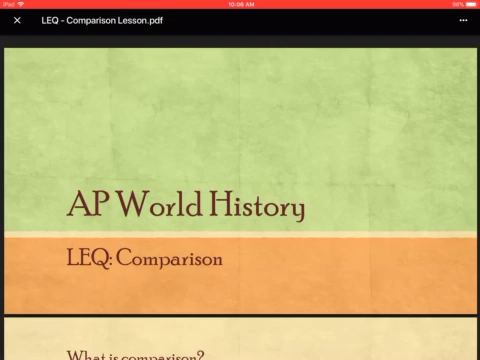 iPad 10:06 AM 98%
LEQ - Comparison Lesson.pdf
AP World History
LEQ: Comparison
What is comparison?